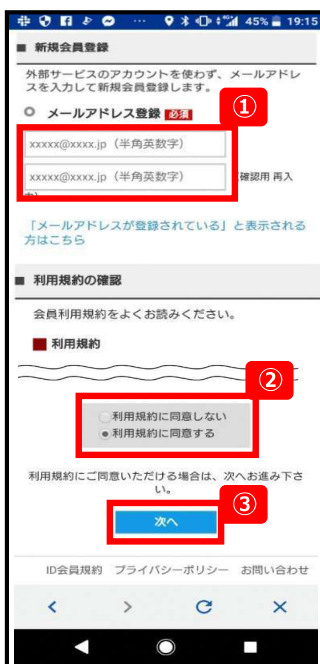 45% 19:15
■ 新規会員登録
外部サービスのアカウントを使わず、メールアドレ
スを入力して新規会員登録します。
①
メールアドレス登録 必須
xxxxx@xxxx.jp（半角英数字）
xxxxx@xxxx.jp（半角英数字）
確認用 再入
「メールアドレスが登録されている」と表示される
方はこちら
■ 利用規約の確認
会員利用規約をよくお読みください。
■ 利用規約
②
利用規約に同意しない
利用規約に同意する
利用規約にご同意いただける場合は、次へお進み下さ
い。
③
次へ
ID会員規約 プライバシーポリシー お問い合わせ